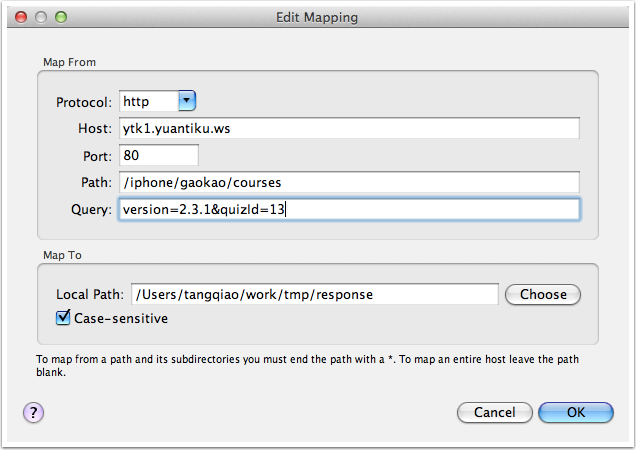 Edit Mapping
Map From
Protocol: http
Host: ytk1.yuantiku.ws
Port: 80
Path: /iphone/gaokao/courses
Query: version=2.3.1&quizId=13
Map To
Local Path: /Users/tangqiao/work/tmp/response Choose
Case-sensitive
To map from a path and its subdirectories you must end the path with a *. To map an entire host leave the path
blank.
? Cancel OK